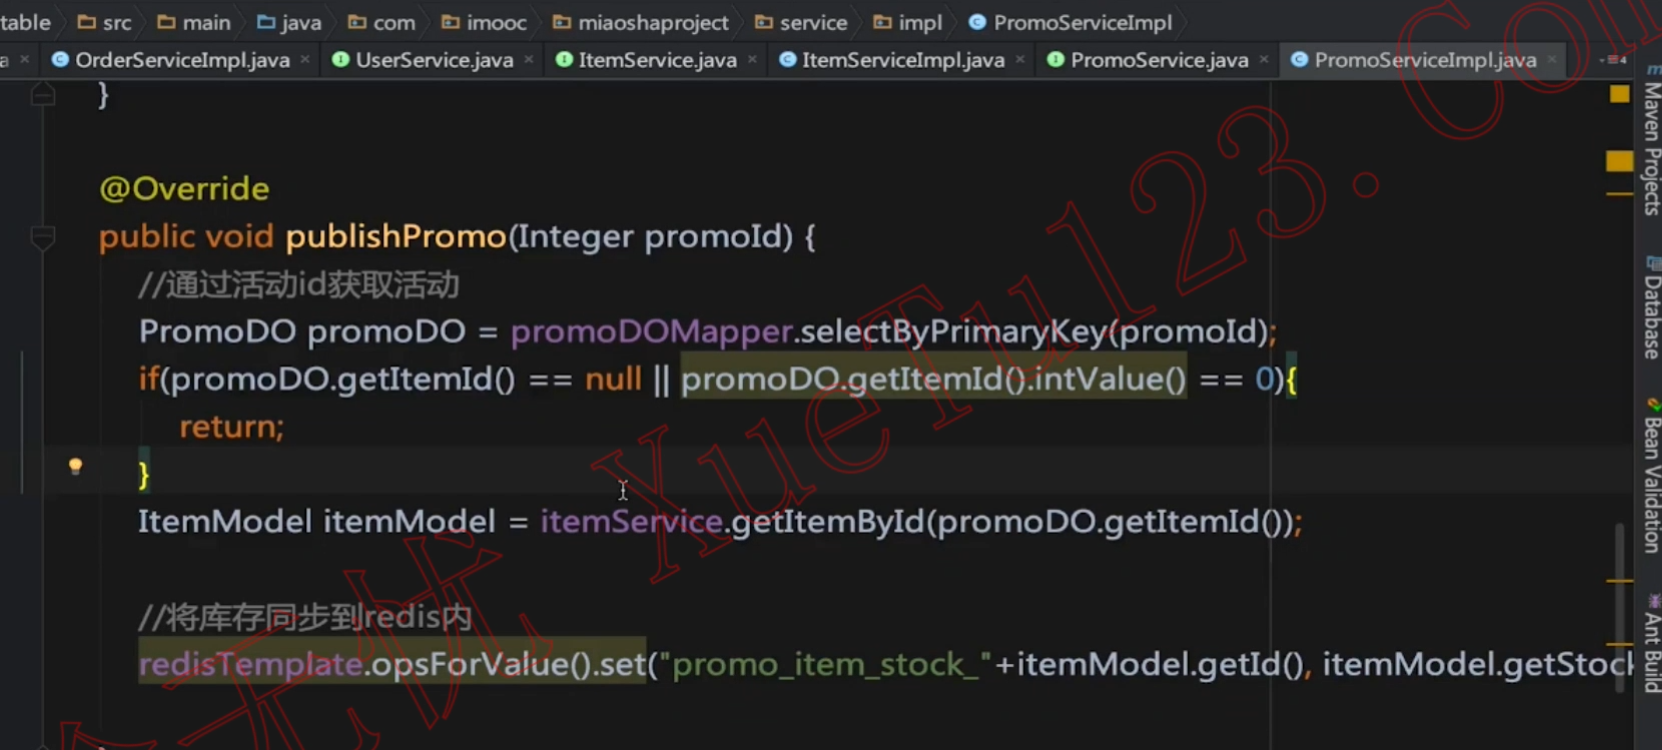 table src main java com imooc miaoshaproject service impl PromoServiceImpl
a × OrderServiceImpl.java × UserService.java × ItemService.java × ItemServiceImpl.java × PromoService.java × PromoServiceImpl.java × 4
}
@Override
public void publishPromo(Integer promoId) {
//通过活动id获取活动
PromoDO promoDO = promoDOMapper.selectByPrimaryKey(promoId);
if(promoDO.getItemId() == null || promoDO.getItemId().intValue() == 0){
return;
}
ItemModel itemModel = itemService.getItemById(promoDO.getItemId());
//将库存同步到redis内
redisTemplate.opsForValue().set("promo_item_stock_"+itemModel.getId(), itemModel.getStock
Maven Projects
Database
Bean Validation
Ant Build
XueTu123.Com